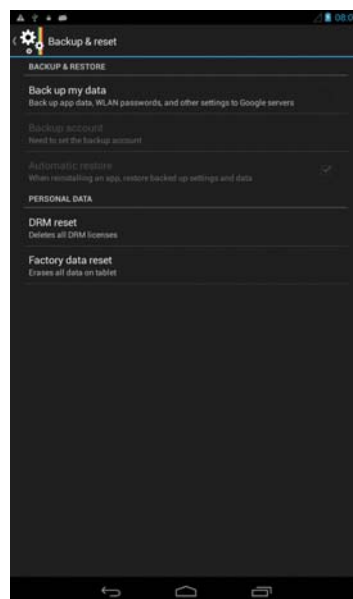 08:0
Backup & reset
BACKUP & RESTORE
Back up my data
Back up app data, WLAN passwords, and other settings to Google servers
Backup account
Need to set the backup account
Automatic restore
When reinstalling an app, restore backed up settings and data
PERSONAL DATA
DRM reset
Deletes all DRM licenses
Factory data reset
Erases all data on tablet